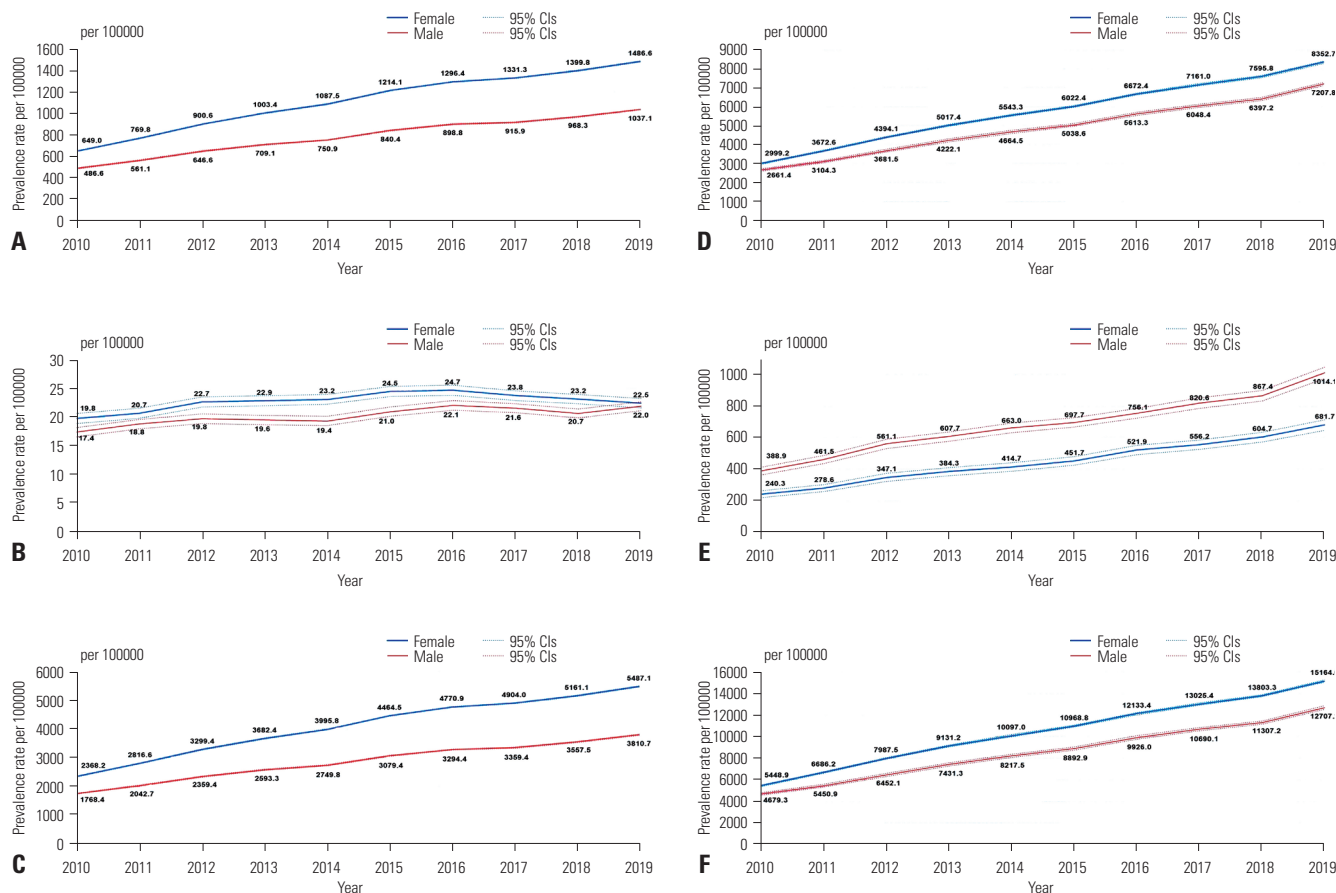 Female 95% CIs
Male 95% CIs
per 100000
Prevalence rate per 100000
1600
1400
1200
1000
800
600
400
200
0
649.0 769.8 900.6 1003.4 1087.5 1214.1 1296.4 1331.3 1399.8 1486.6
486.6 561.1 646.6 709.1 750.9 840.4 898.8 915.9 968.3 1037.1
2010 2011 2012 2013 2014 2015 2016 2017 2018 2019
Year
A
Female 95% CIs
Male 95% CIs
per 100000
Prevalence rate per 100000
30
25
20
15
10
5
0
19.8 20.7 22.7 22.9 23.2 24.5 24.7 23.8 23.2 22.5
17.4 18.8 19.8 19.6 19.4 21.0 22.1 21.6 20.7 22.0
2010 2011 2012 2013 2014 2015 2016 2017 2018 2019
Year
B
Female 95% CIs
Male 95% CIs
per 100000
Prevalence rate per 1000000
6000
5000
4000
3000
2000
1000
0
2368.2 2816.6 3299.4 3682.4 3995.8 4464.5 4770.9 4904.0 5161.1 5487.1
1768.4 2042.7 2359.4 2593.3 2749.8 3079.4 3294.4 3359.4 3557.5 3810.7
2010 2011 2012 2013 2014 2015 2016 2017 2018 2019
Year
C
Female 95% CIs
Male 95% CIs
per 100000
Prevalence rate per 100000
9000
8000
7000
6000
5000
4000
3000
2000
1000
0
2999.2 3672.6 4394.1 5017.4 5543.3 6022.4 6672.4 7161.0 7595.8 8352.7
2661.4 3104.3 3681.5 4222.1 4664.5 5038.6 5613.3 6048.4 6397.2 7207.8
2010 2011 2012 2013 2014 2015 2016 2017 2018 2019
Year
D
Female 95% CIs
Male 95% CIs
per 100000
Prevalence rate per 100000
1000
800
600
400
200
0
388.9 461.5 561.1 607.7 663.0 697.7 756.1 820.6 867.4 1014.1
240.3 278.6 347.1 384.3 414.7 451.7 521.9 556.2 604.7 681.7
2010 2011 2012 2013 2014 2015 2016 2017 2018 2019
Year
E
Female 95% CIs
Male 95% CIs
per 100000
Prevalence rate per 100000
16000
14000
12000
10000
8000
6000
4000
2000
0
5448.9 6686.2 7987.5 9131.2 10097.0 10968.8 12133.4 13025.4 13803.3 15164.
4679.3 5450.9 6452.1 7431.3 8217.5 8892.9 9926.0 10690.1 11307.2 12707.
2010 2011 2012 2013 2014 2015 2016 2017 2018 2019
Year
F